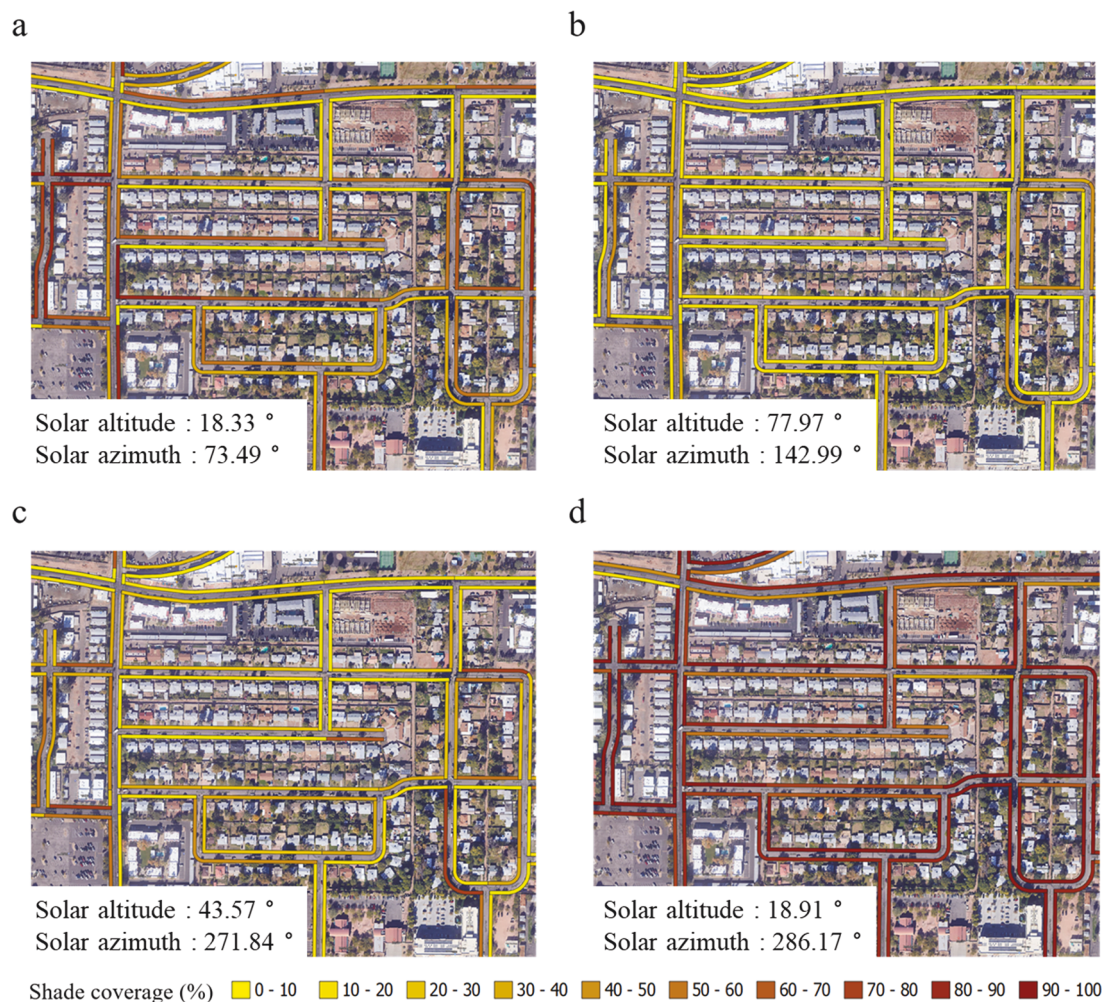 a
b
Solar altitude : 18.33 °
Solar azimuth : 73.49 °
Solar altitude : 77.97 °
Solar azimuth : 142.99 °
c
d
Solar altitude : 43.57 °
Solar azimuth : 271.84 °
Solar altitude : 18.91 °
Solar azimuth : 286.17 °
Shade coverage (%) 0 - 10 10 - 20 20 - 30 30 - 40 40 - 50 50 - 60 60 - 70 70 - 80 80 - 90 90 - 100